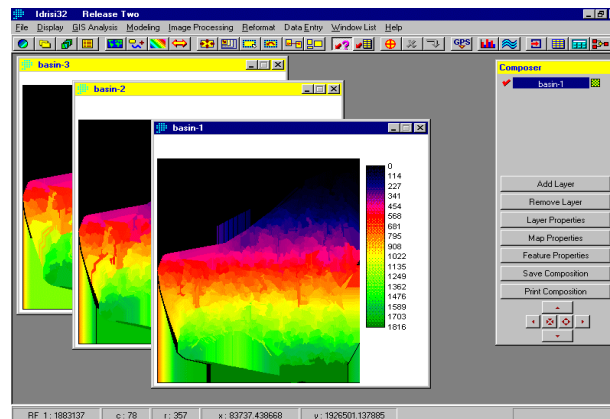 Idrisi32 Release Two
File Display GIS Analysis Modeling Image Processing Reformat Data Entry Window List Help
GPS
basin-3
basin-2
basin-1
0
114
227
341
454
568
681
795
908
1022
1135
1249
1362
1476
1589
1703
1816
Composer
basin-1
Add Layer
Remove Layer
Layer Properties
Map Properties
Feature Properties
Save Composition
Print Composition
RF 1 : 1883137 c : 78 r : 357 x : 83737.438668 y : 1926501.137885